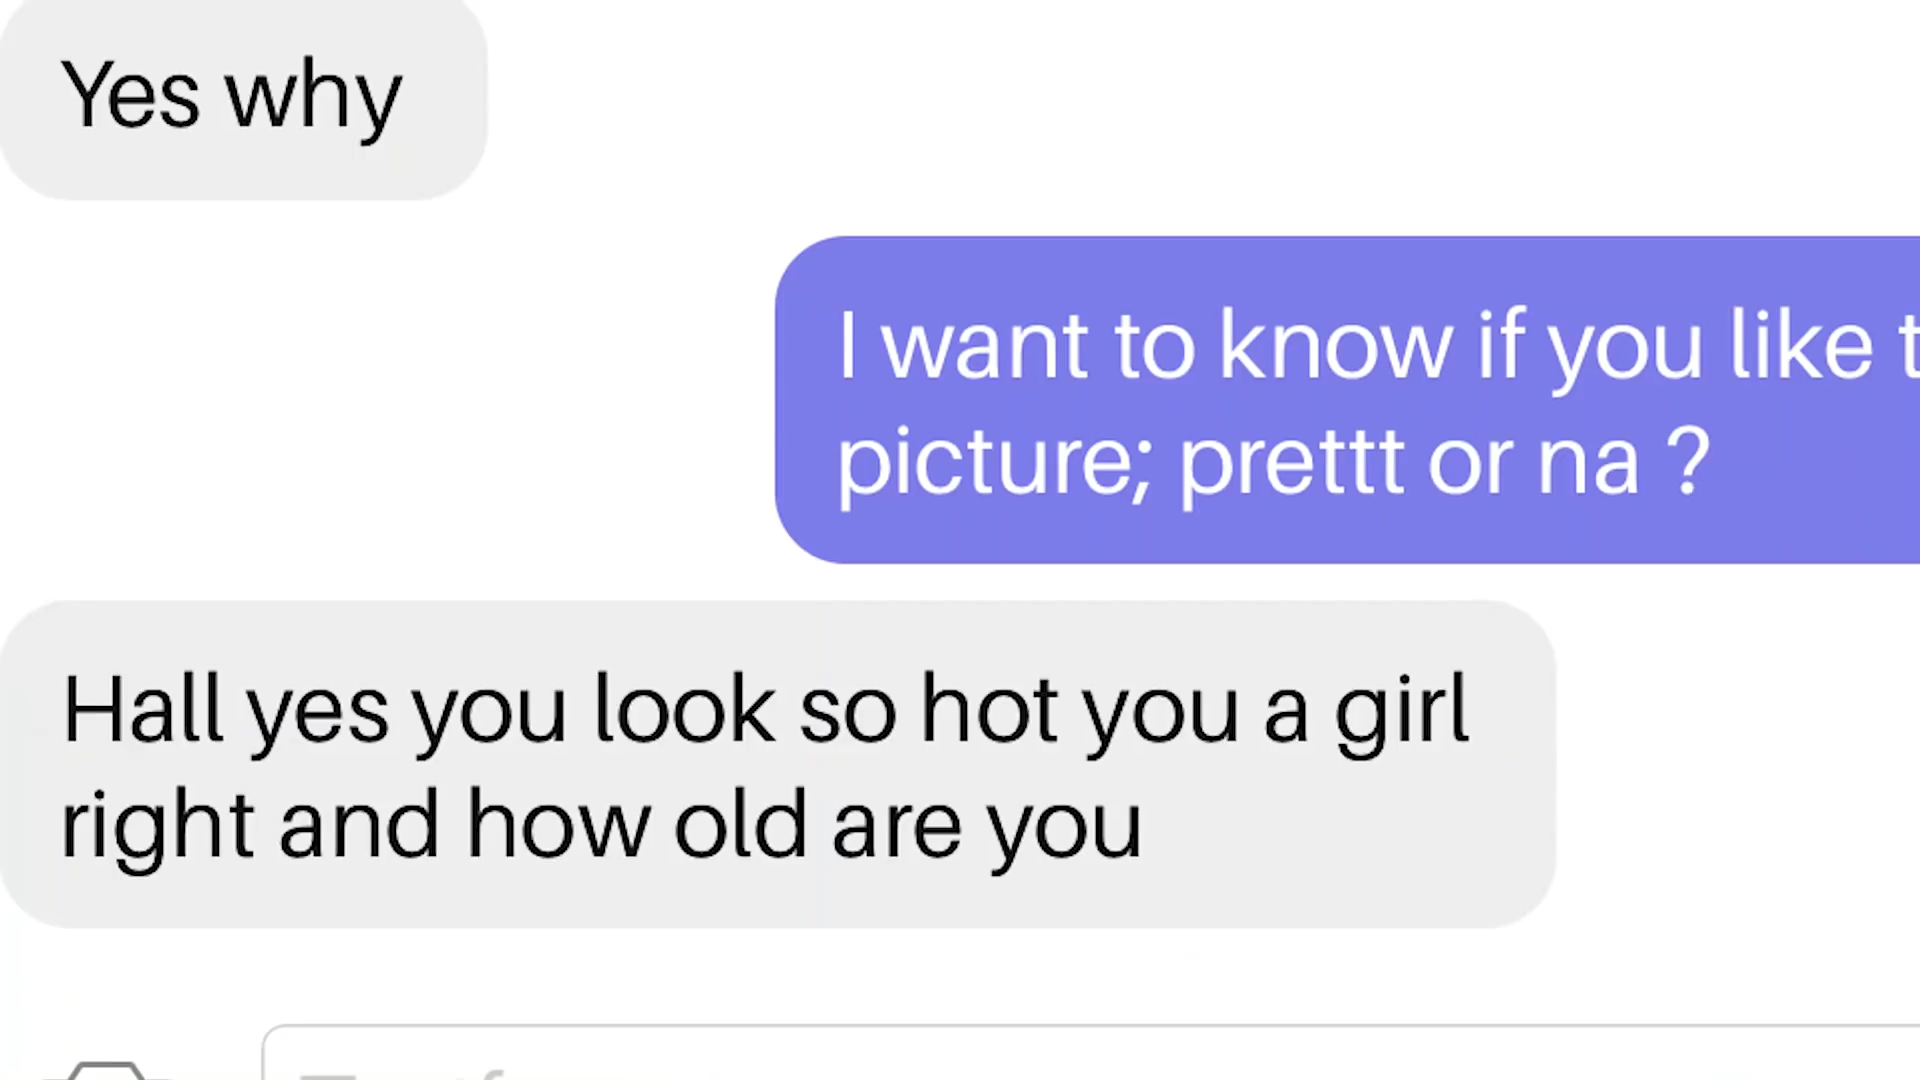 Yes why
I want to know if you like
picture; prettt or na ?
Hall yes you look so hot you a girl
right and how old are you